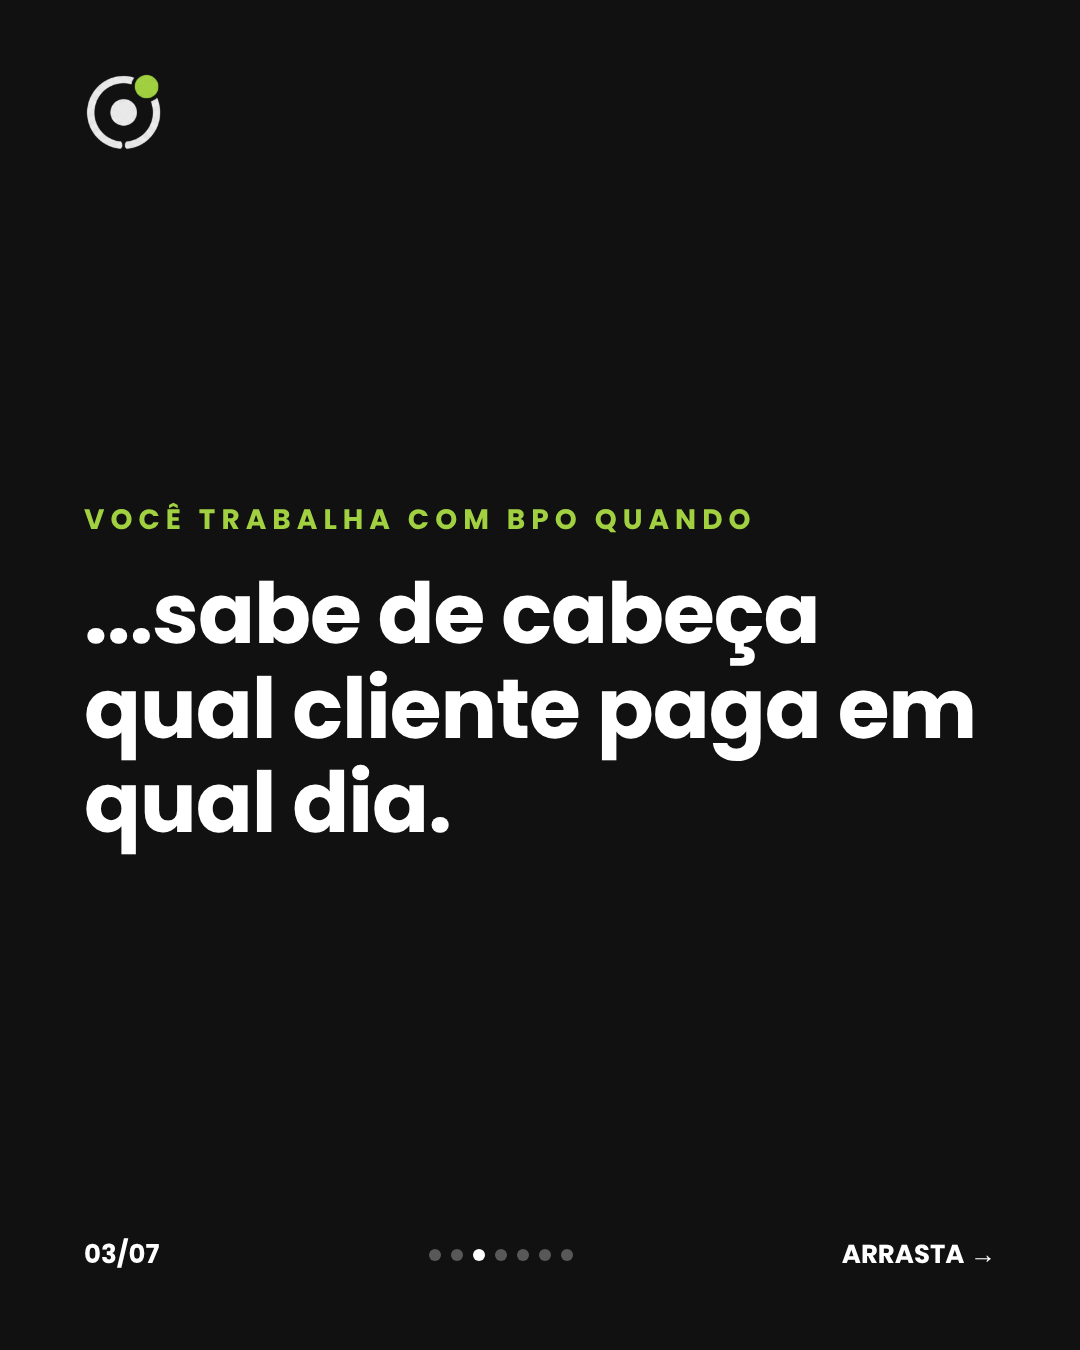 VOCÊ TRABALHA COM BPO QUANDO
...sabe de cabeça
qual cliente paga em
qual dia.
03/07
ARRASTA →